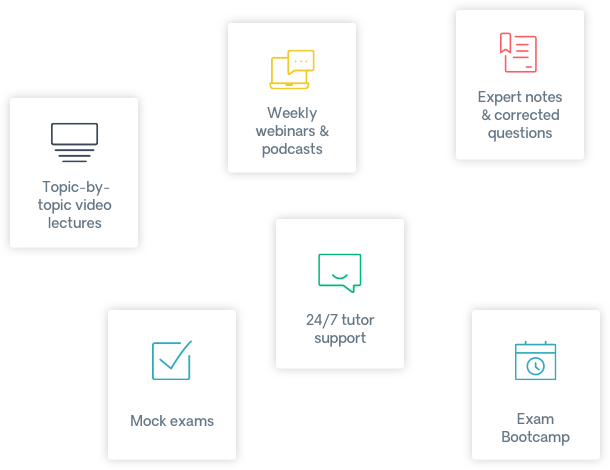 Weekly
webinars &
podcasts
Expert notes
& corrected
questions
Topic-by-
topic video
lectures
24/7 tutor
support
Mock exams
Exam
Bootcamp